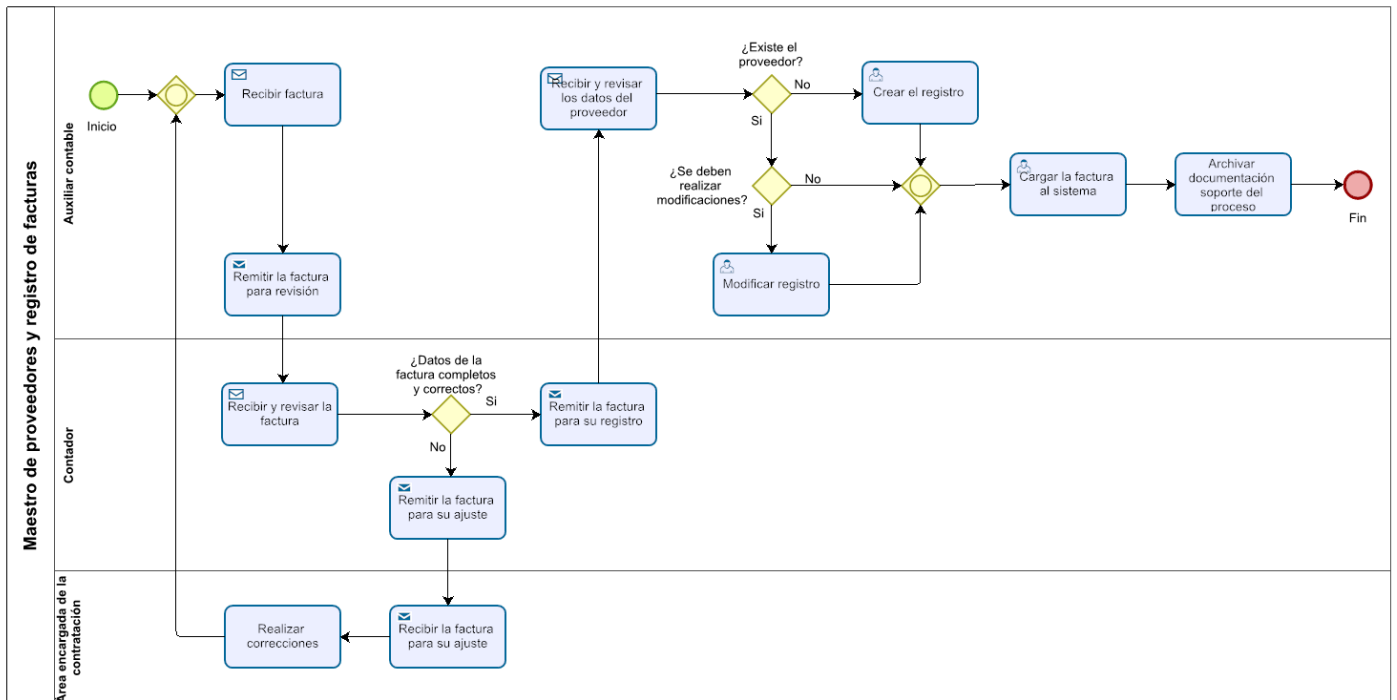 Maestro de proveedores y registro de facturas
Auxiliar contable
Inicio
Recibir factura
Remitir la factura
para revisión
Recibir y revisar
los datos del
proveedor
¿Existe el
proveedor?
No
Si
Crear el registro
¿Se deben
realizar
modificaciones?
No
Si
Modificar registro
Cargar la factura
al sistema
Archivar
documentación
soporte del
proceso
Fin
Contador
Recibir y revisar la
factura
¿Datos de la
factura completos
y correctos?
Si
No
Remitir la factura
para su registro
Remitir la factura
para su ajuste
Área encargada de la
contratación
Realizar
correcciones
Recibir la factura
para su ajuste